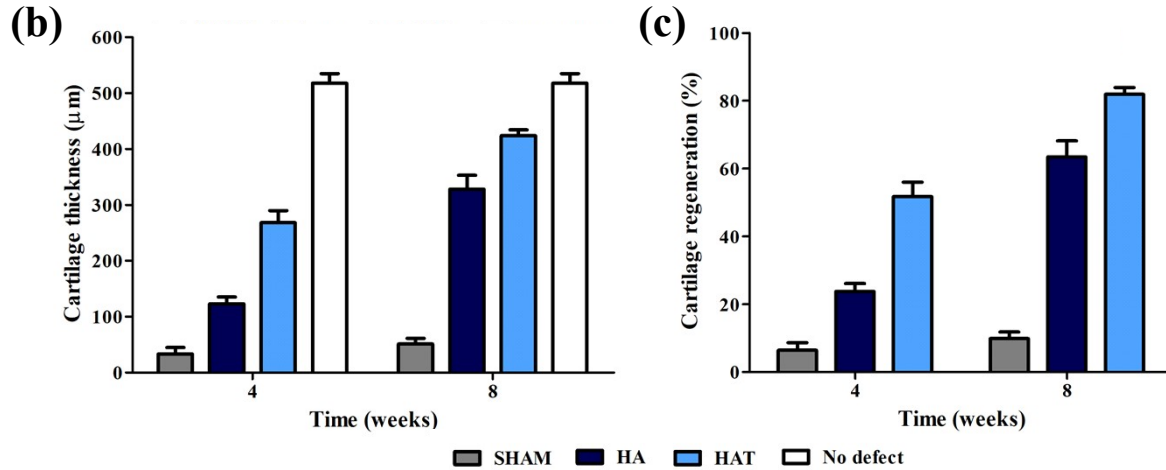 (b)
Cartilage thickness (µm)
600
500
400
300
200
100
0
4
8
Time (weeks)
(c)
Cartilage regeneration (%)
100
80
60
40
20
0
4
8
Time (weeks)
SHAM HA HAT No defect